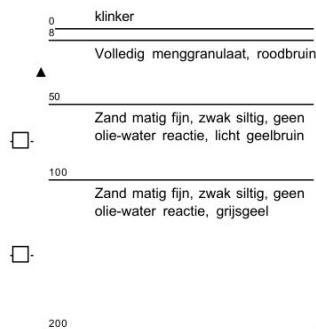 0
klinker
8
Volledig menggranulaat, roodbruin
50
Zand matig fijn, zwak siltig, geen
olie-water reactie, licht geelbruin
100
Zand matig fijn, zwak siltig, geen
olie-water reactie, grijsgeel
200